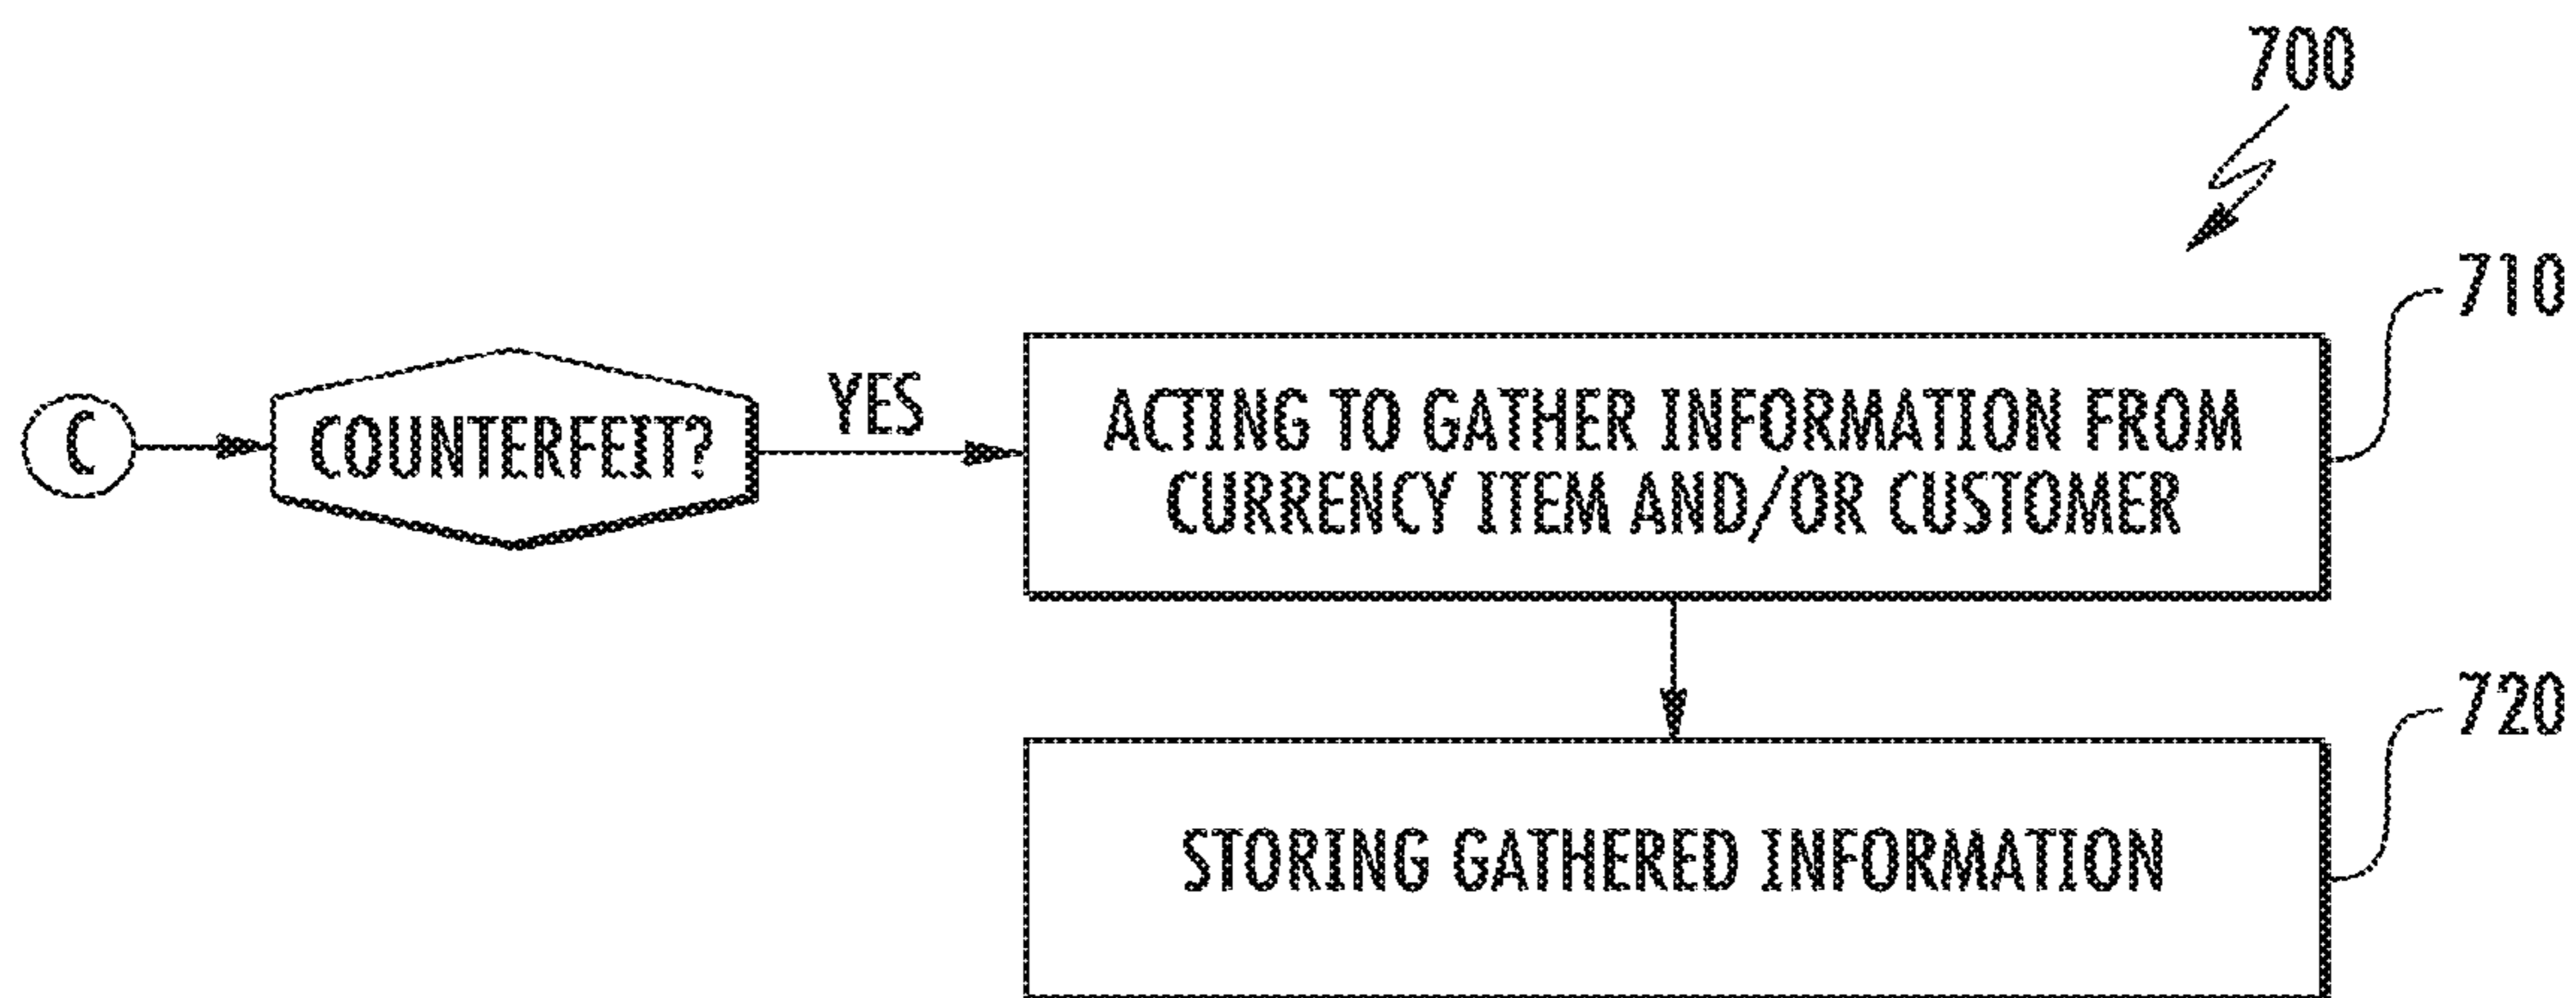 700
710
C
COUNTERFEIT?
YES
ACTING TO GATHER INFORMATION FROM
CURRENCY ITEM AND/OR CUSTOMER
720
STORING GATHERED INFORMATION